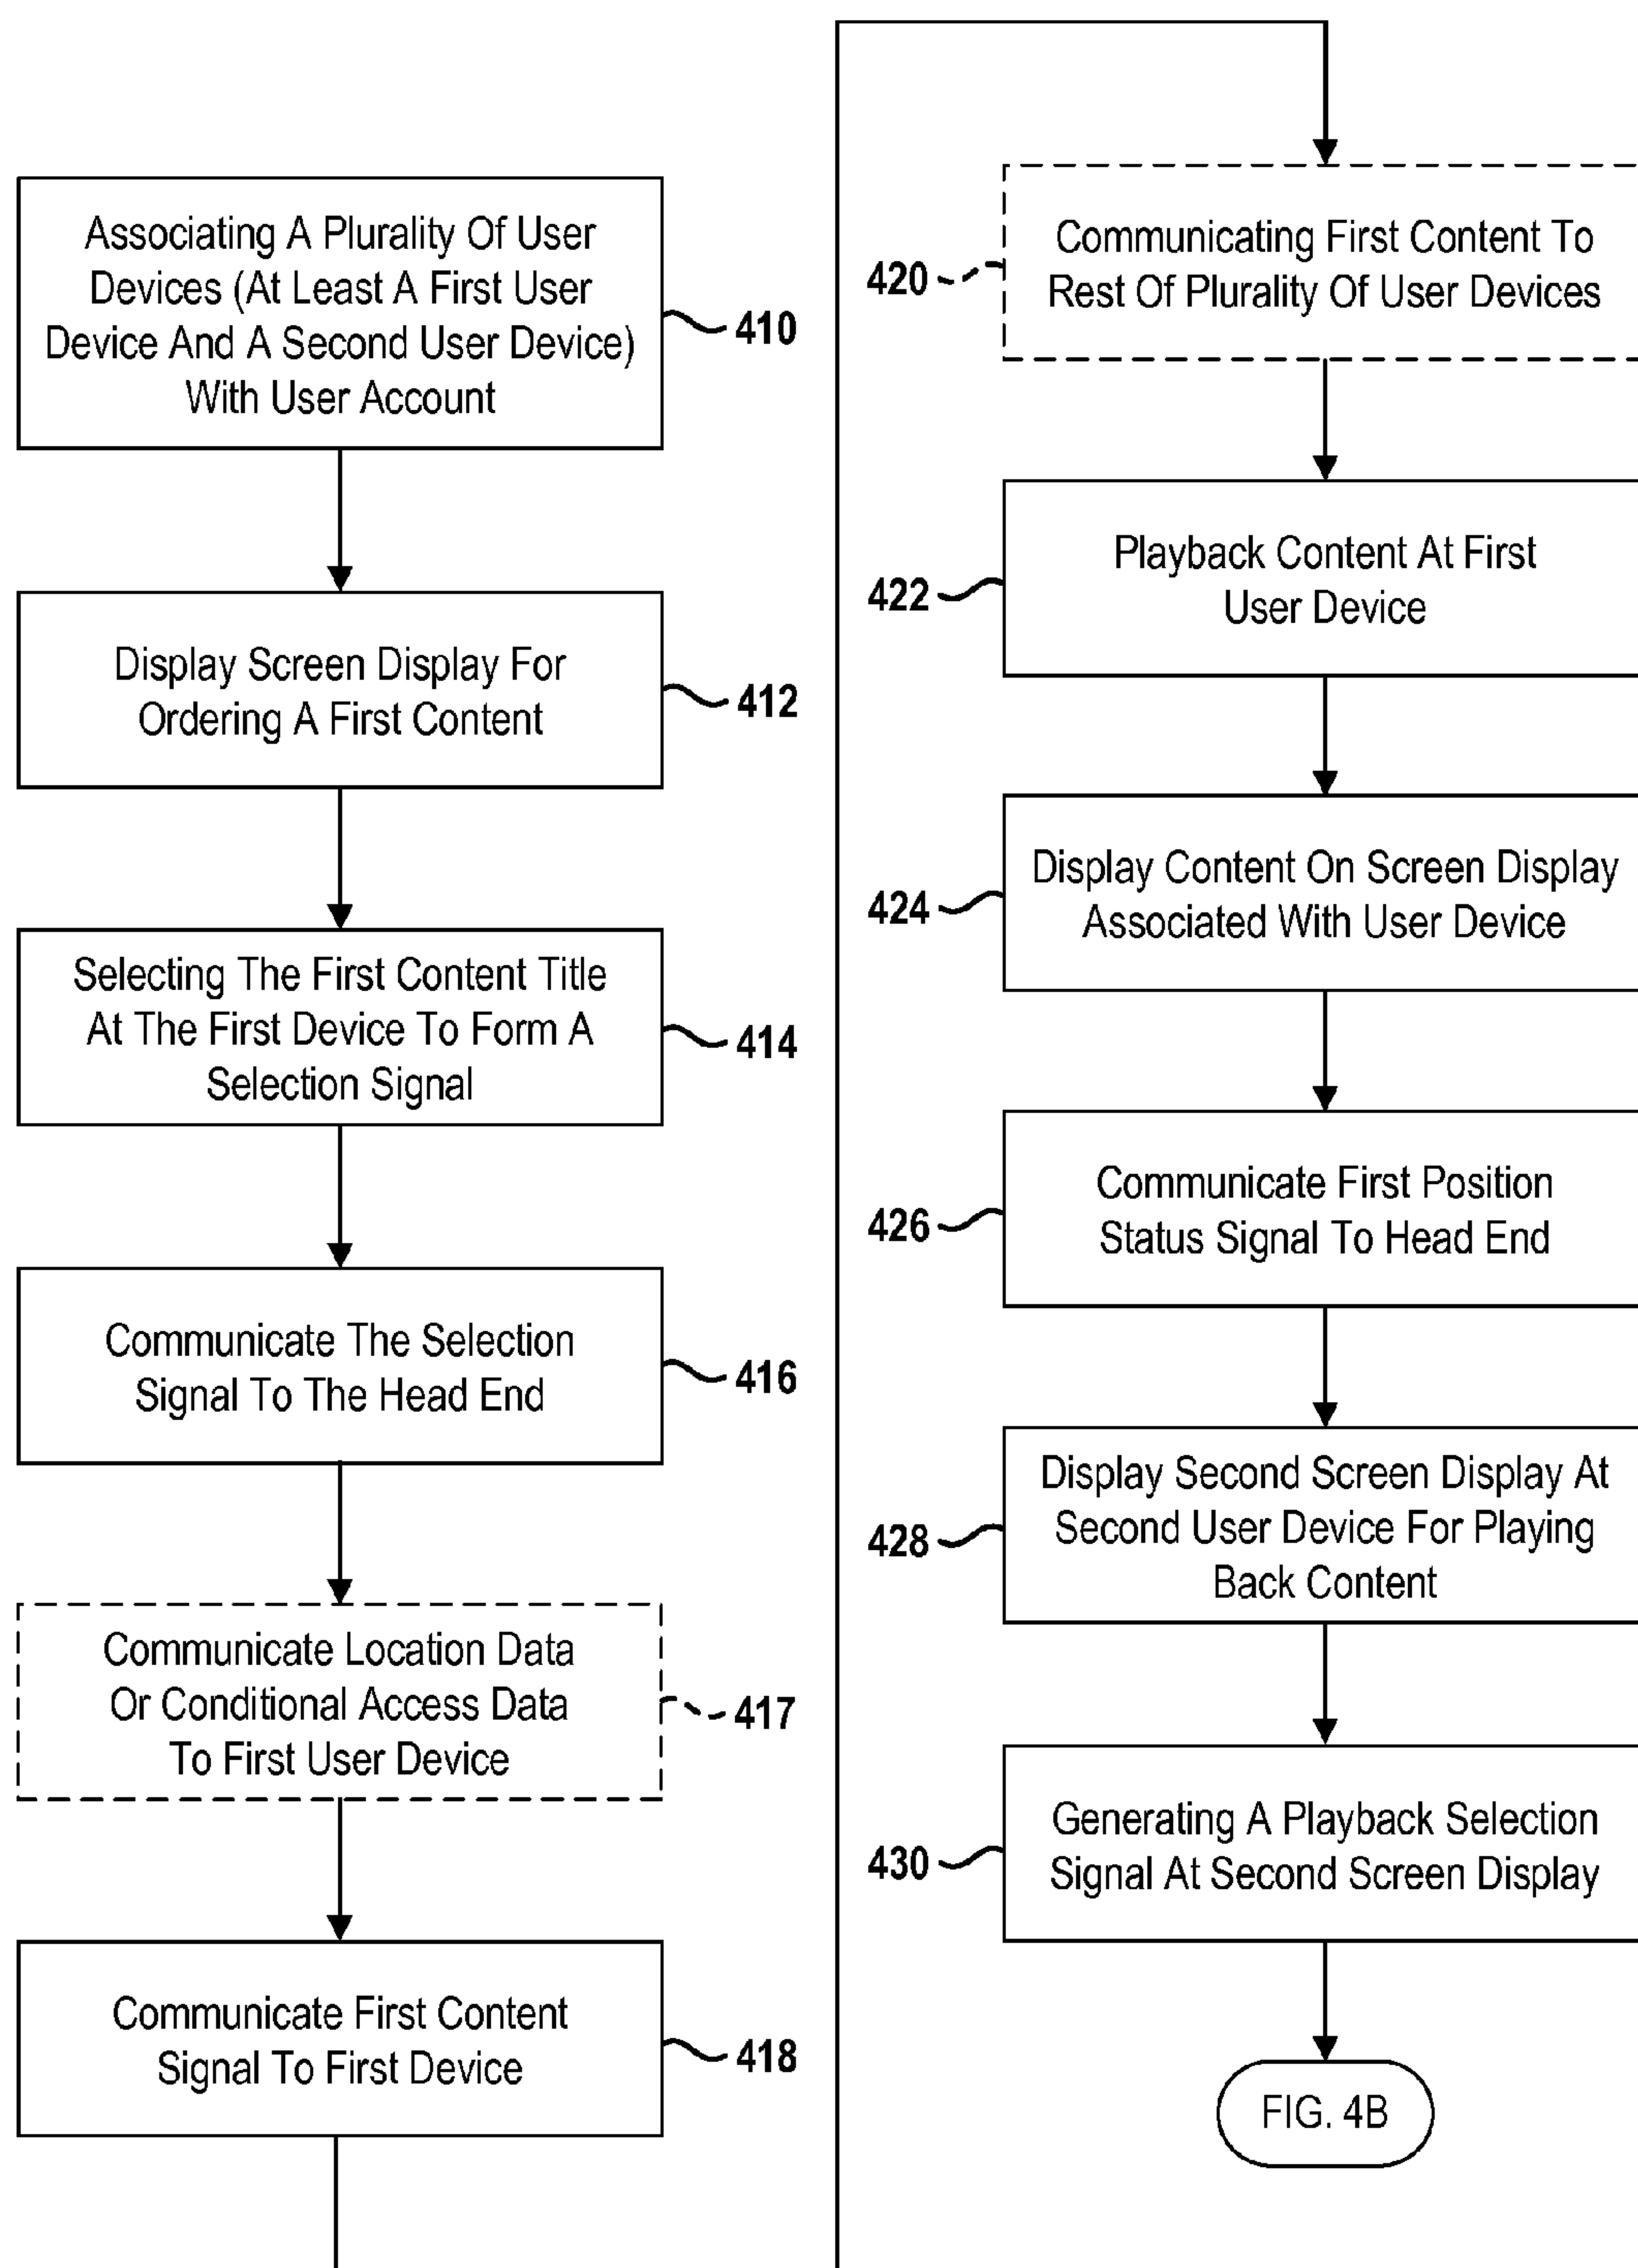 Associating A Plurality Of User
Devices (At Least A First User
Device And A Second User Device)
With User Account
410
Display Screen Display For
Ordering A First Content
412
Selecting The First Content Title
At The First Device To Form A
Selection Signal
414
Communicate The Selection
Signal To The Head End
416
Communicate Location Data
Or Conditional Access Data
To First User Device
417
Communicate First Content
Signal To First Device
418
Communicating First Content To
Rest Of Plurality Of User Devices
420
Playback Content At First
User Device
422
Display Content On Screen Display
Associated With User Device
424
Communicate First Position
Status Signal To Head End
426
Display Second Screen Display At
Second User Device For Playing
Back Content
428
Generating A Playback Selection
Signal At Second Screen Display
430
FIG. 4B